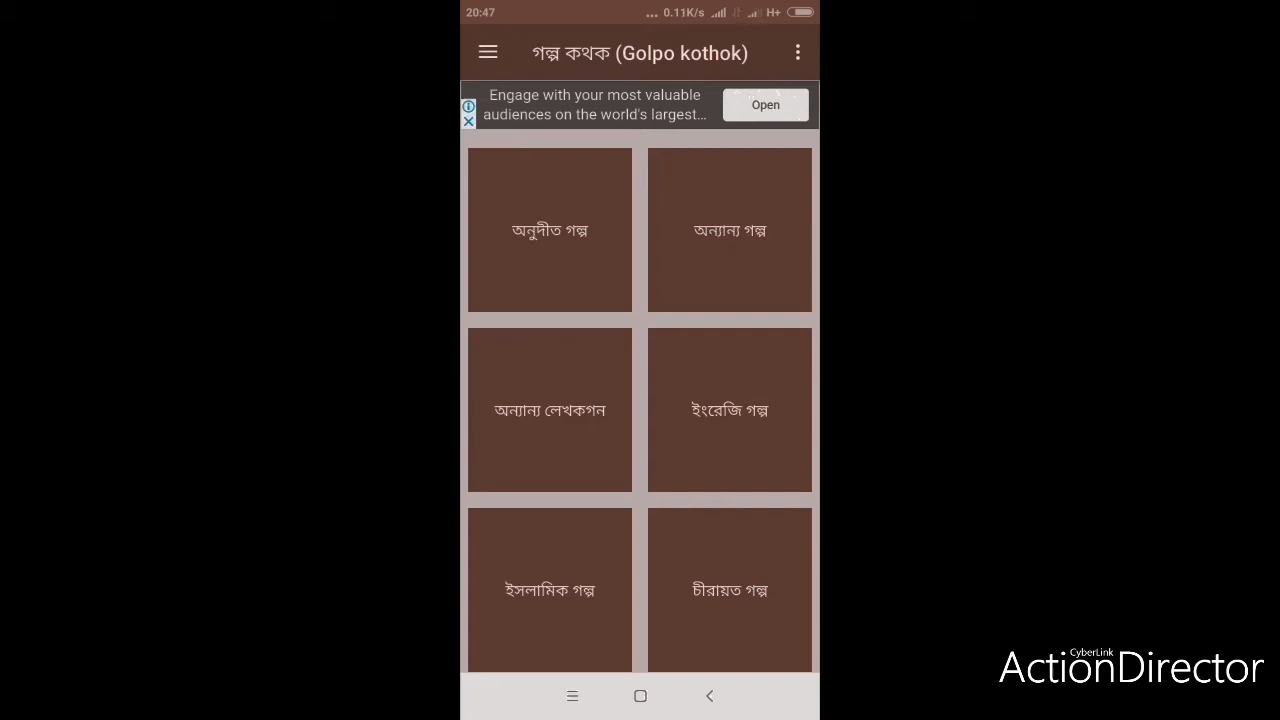 20:47 ... 0.11K/s H+
গল্প কথক (Golpo kothok)
Engage with your most valuable
audiences on the world's largest...
Open
অনুদীত গল্প
অন্যান্য গল্প
অন্যান্য লেখকগন
ইংরেজি গল্প
ইসলামিক গল্প
চীরায়ত গল্প
CyberLink
ActionDirector